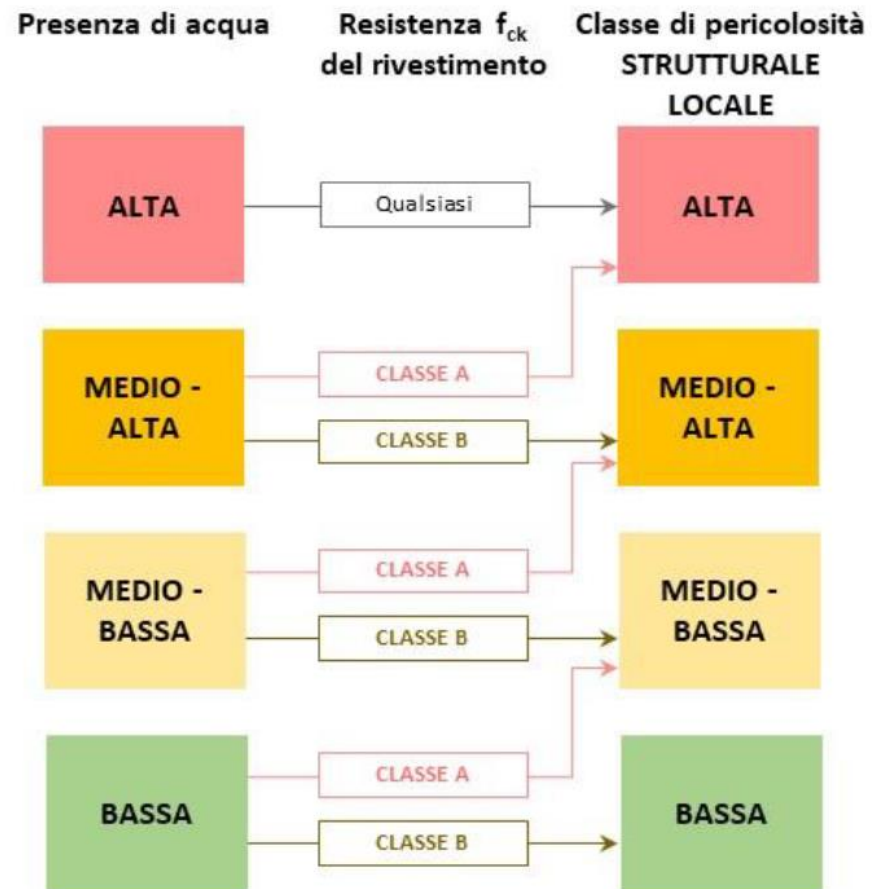 Presenza di acqua
Resistenza fck
del rivestimento
Classe di pericolosità
STRUTTURALE
LOCALE
ALTA
Qualsiasi
ALTA
MEDIO -
ALTA
CLASSE A
CLASSE B
MEDIO -
ALTA
MEDIO -
BASSA
CLASSE A
CLASSE B
MEDIO -
BASSA
BASSA
CLASSE A
CLASSE B
BASSA